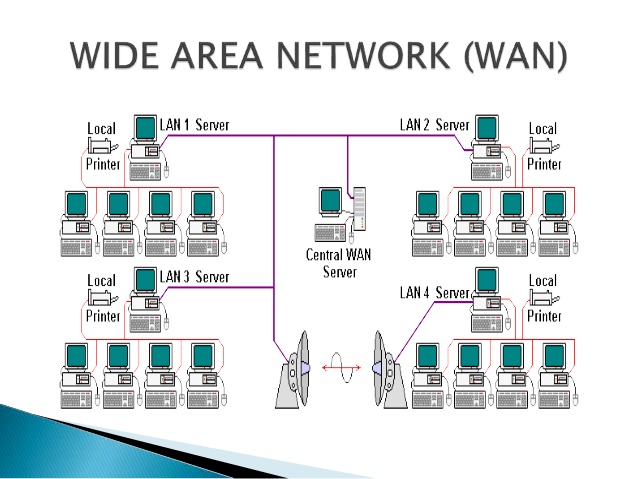 WIDE AREA NETWORK (WAN)
Local
Printer
LAN 1 Server
LAN 2 Server
Local
Printer
Central WAN
Server
Local
Printer
LAN 3 Server
LAN 4 Server
Local
Printer